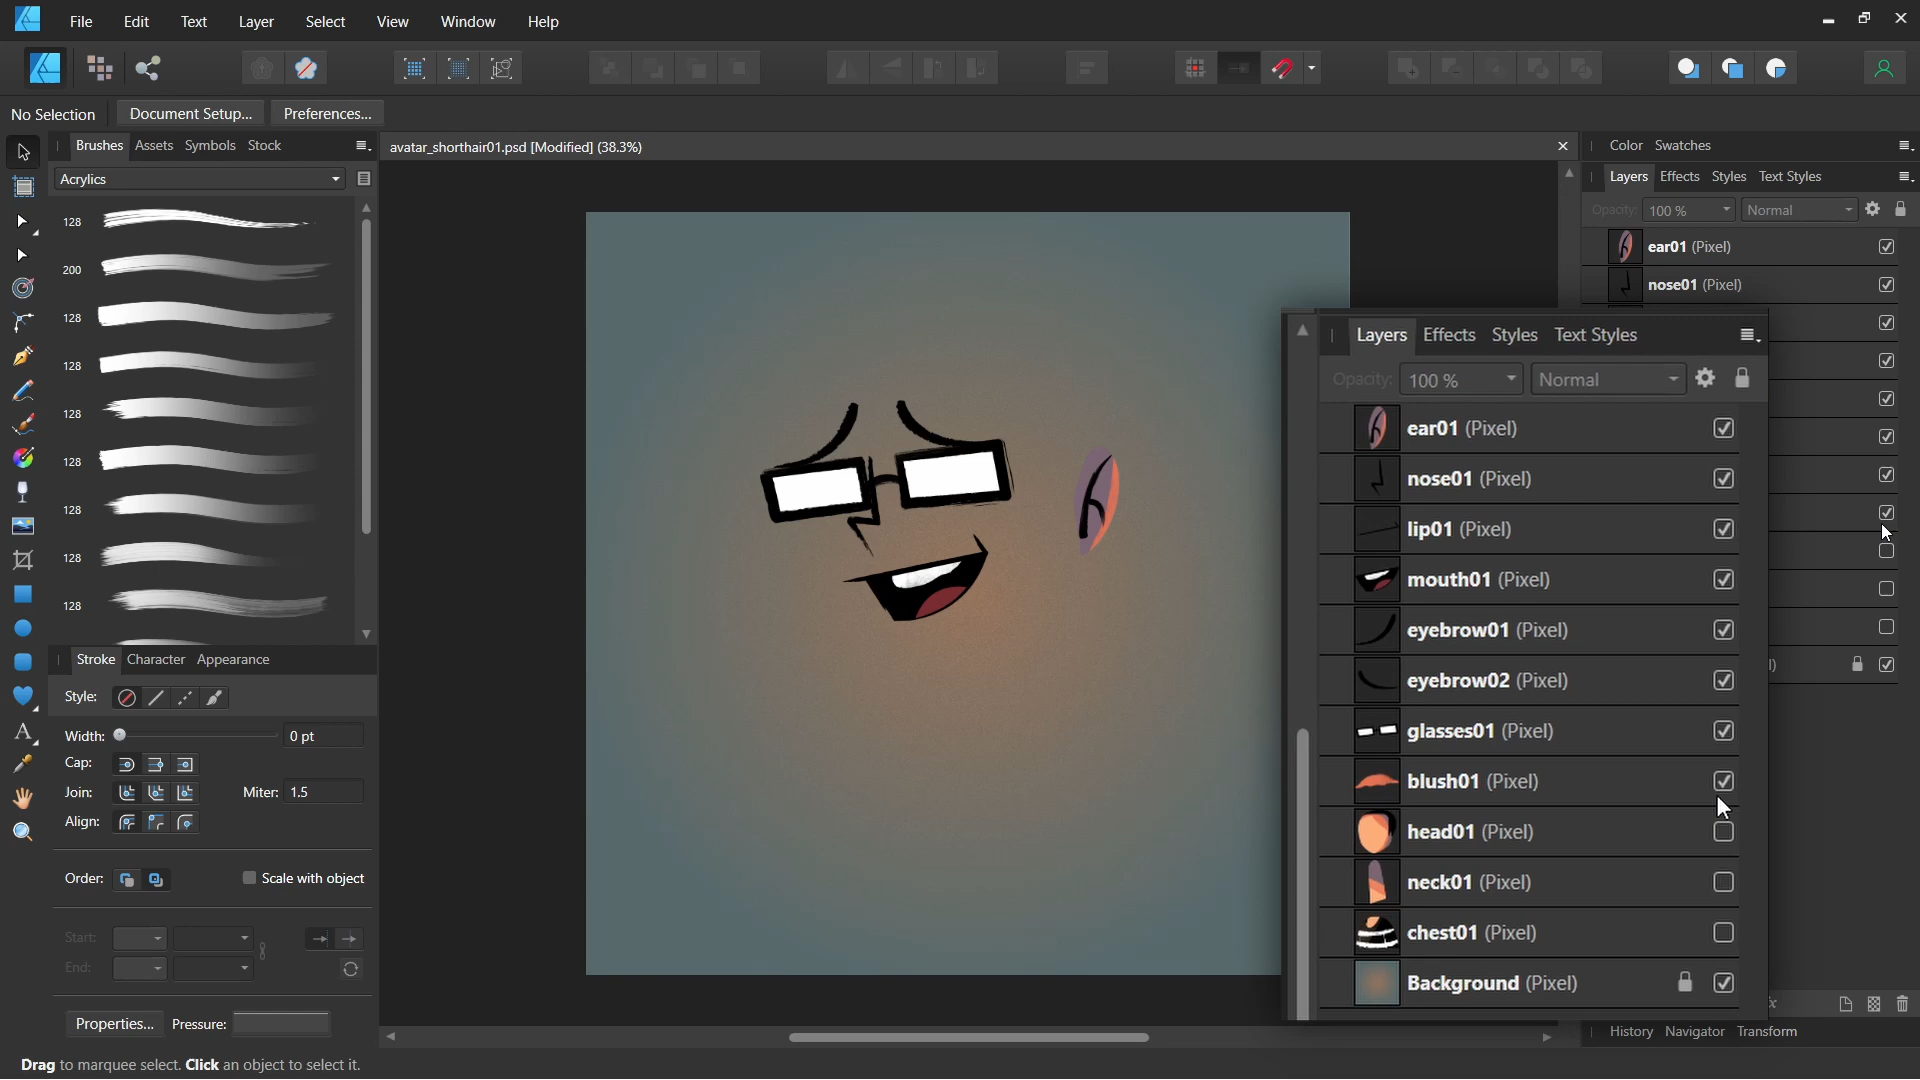 File Edit Text Layer Select View Window Help
No Selection Document Setup... Preferences...
Brushes Assets Symbols Stock
Acrylics
128
200
128
128
128
128
128
128
128
Stroke Character Appearance
Style:
Width: 0 pt
Cap:
Join: Miter: 1.5
Align:
Order: Scale with object
Start:
End:
Properties... Pressure:
Drag to marquee select. Click an object to select it.
avatar_shorthair01.psd [Modified] (38.3%)
Color Swatches
Layers Effects Styles Text Styles
Opacity: 100 % Normal
ear01 (Pixel)
nose01 (Pixel)
Layers Effects Styles Text Styles
Opacity: 100 % Normal
ear01 (Pixel)
nose01 (Pixel)
lip01 (Pixel)
mouth01 (Pixel)
eyebrow01 (Pixel)
eyebrow02 (Pixel)
glasses01 (Pixel)
blush01 (Pixel)
head01 (Pixel)
neck01 (Pixel)
chest01 (Pixel)
Background (Pixel)
History Navigator Transform